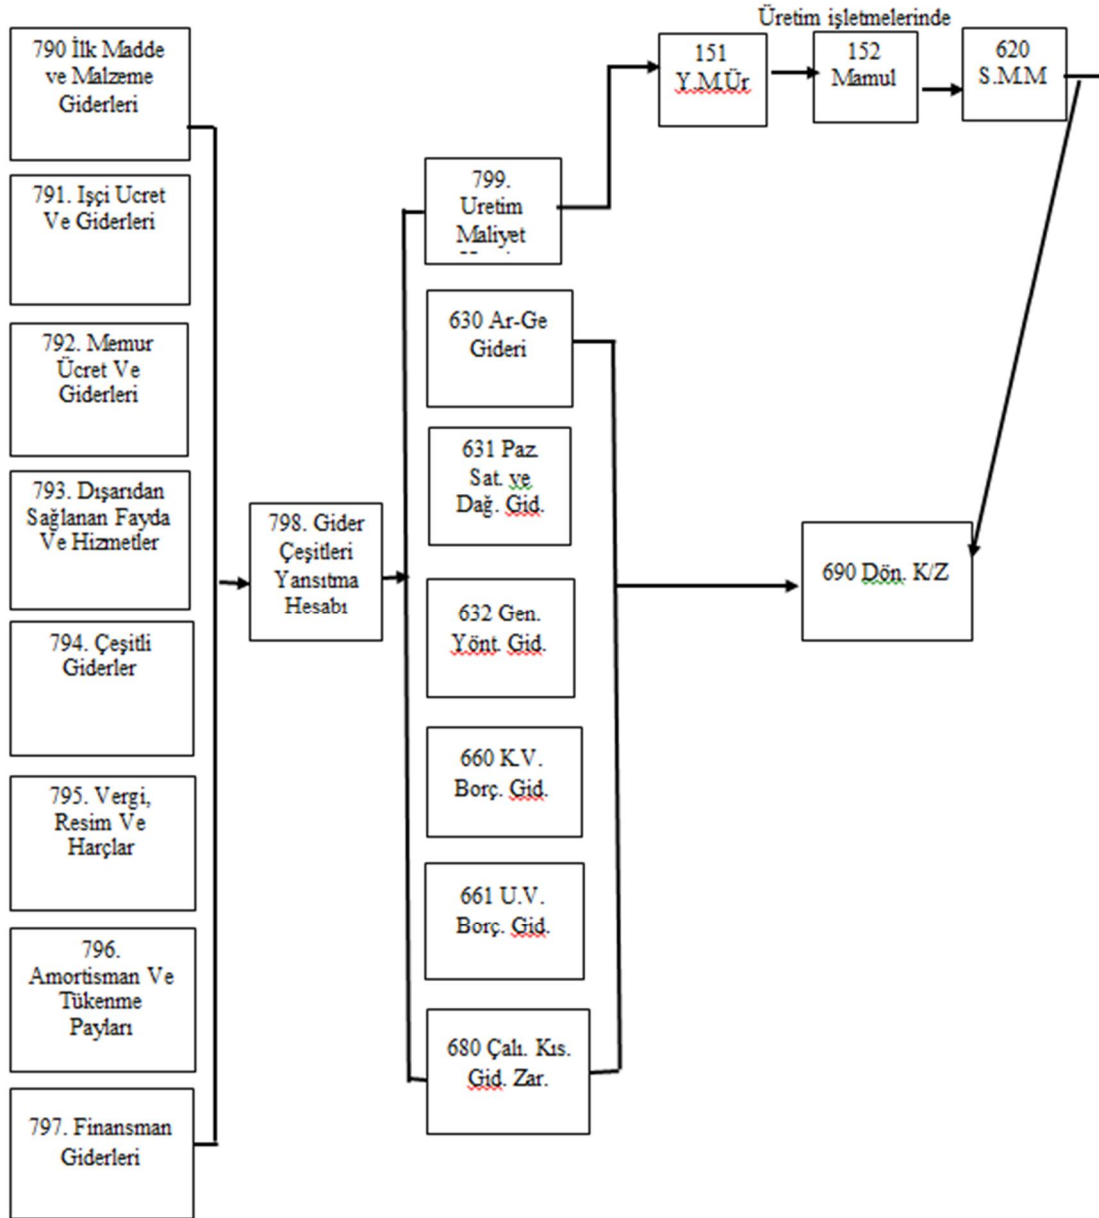 Üretim işletmelerinde
790 İlk Madde
ve Malzeme
Giderleri
791. Işçi Ucret
Ve Giderleri
792. Memur
Ücret Ve
Giderleri
793. Dışarıdan
Sağlanan Fayda
Ve Hizmetler
794. Çeşitli
Giderler
795. Vergi,
Resim Ve
Harçlar
796.
Amortisman Ve
Tükenme
Payları
797. Finansman
Giderleri
798. Gider
Çeşitleri
Yansıtma
Hesabı
799.
Uretim
Maliyet
630 Ar-Ge
Gideri
631 Paz.
Sat. ve
Dağ. Gid.
632 Gen.
Yönt. Gid.
660 K.V.
Borç. Gid.
661 U.V.
Borç. Gid.
680 Çalı. Kıs.
Gid. Zar.
151
Y.M.Ür
152
Mamul
620
S.M.M
690 Dön. K/Z